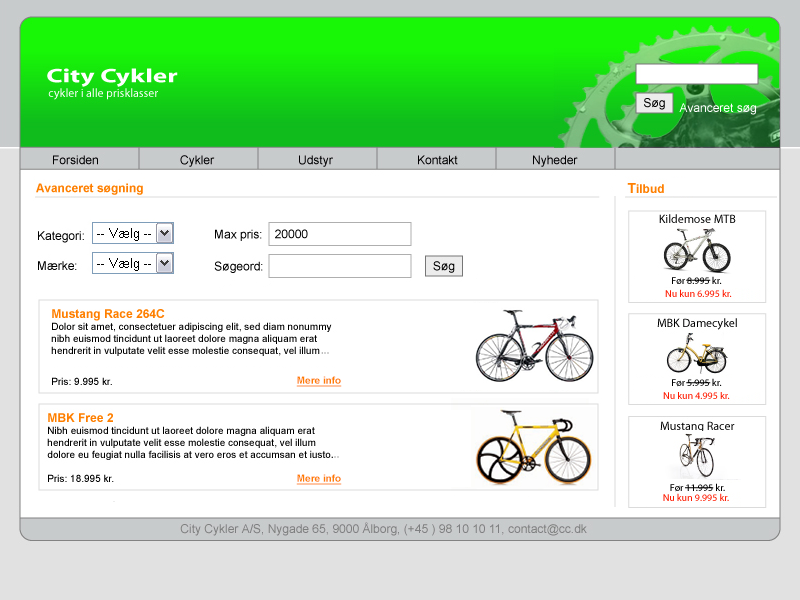 City Cykler
cykler i alle prisklasser
Søg
Avanceret søg
Forsiden
Cykler
Udstyr
Kontakt
Nyheder
Avanceret søgning
Kategori:
-- Vælg --
Max pris:
20000
Mærke:
-- Vælg --
Søgeord:
Søg
Mustang Race 264C
Dolor sit amet, consectetuer adipiscing elit, sed diam nonummy
nibh euismod tincidunt ut laoreet dolore magna aliquam erat
hendrerit in vulputate velit esse molestie consequat, vel illum...
Pris: 9.995 kr.
Mere info
MBK Free 2
Nibh euismod tincidunt ut laoreet dolore magna aliquam erat
hendrerit in vulputate velit esse molestie consequat, vel illum
dolore eu feugiat nulla facilisis at vero eros et accumsan et iusto...
Pris: 18.995 kr.
Mere info
Tilbud
Kildemose MTB
Før 8.995 kr.
Nu kun 6.995 kr.
MBK Damecykel
Før 5.995 kr.
Nu kun 4.995 kr.
Mustang Racer
Før 11.995 kr.
Nu kun 9.995 kr.
City Cykler A/S, Nygade 65, 9000 Ålborg, (+45 ) 98 10 10 11, contact@cc.dk